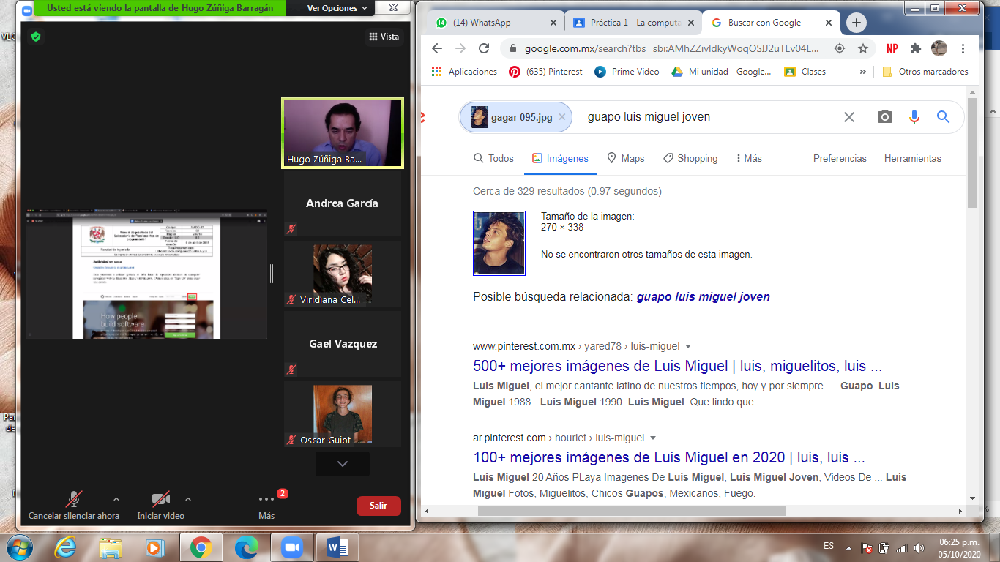 Usted está viendo la pantalla de Hugo Zúñiga Barragán
Ver Opciones
VLC
Vista
Hugo Zúñiga Ba...
Andrea García
Viridiana Cel...
Gael Vazquez
Oscar Guiot
Actividad en casa
How people
build software
Cancelar silenciar ahora
Iniciar video
2
Más
Salir
(14) WhatsApp
Práctica 1 - La computa
Buscar con Google
google.com.mx/search?tbs=sbi:AMhZZivIdkyWoqOSIJ2uTEv04E...
NP
Aplicaciones
(635) Pinterest
Prime Video
Mi unidad - Google...
Clases
»
Otros marcadores
gagar 095.jpg
guapo luis miguel joven
Todos
Imágenes
Maps
Shopping
Más
Preferencias
Herramientas
Cerca de 329 resultados (0.97 segundos)
Tamaño de la imagen:
270 × 338
No se encontraron otros tamaños de esta imagen.
Posible búsqueda relacionada: guapo luis miguel joven
www.pinterest.com.mx › yared78 › luis-miguel
500+ mejores imágenes de Luis Miguel | luis, miguelitos, luis ...
Luis Miguel, el mejor cantante latino de nuestros tiempos, hoy y por siempre. ... Guapo. Luis
Miguel 1988 · Luis Miguel 1990. Luis Miguel. Que lindo que ...
ar.pinterest.com › houriet › luis-miguel
100+ mejores imágenes de Luis Miguel en 2020 | luis, luis ...
Luis Miguel 20 Años PLaya Imagenes De Luis Miguel, Luis Miguel Joven, Videos De ... Luis
Miguel Fotos, Miguelitos, Chicos Guapos, Mexicanos, Fuego.
ES
06:25 p.m.
05/10/2020